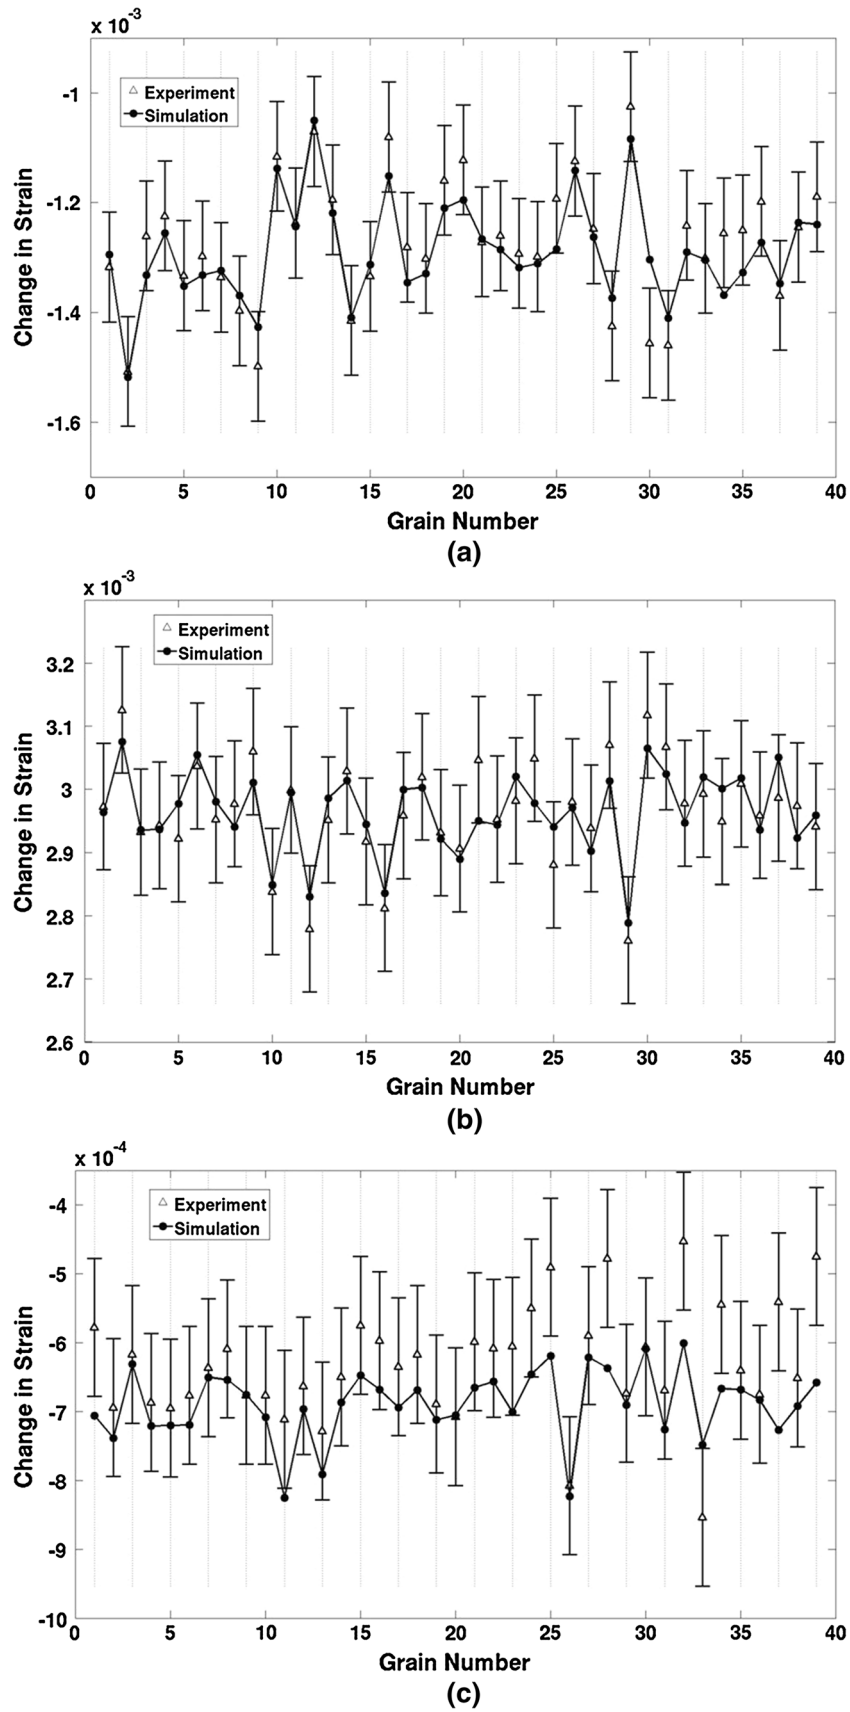 x 10-3
-1
-1.2
-1.4
-1.6
Change in Strain
Experiment
Simulation
0 5 10 15 20 25 30 35 40
Grain Number
(a)
x 10-3
3.2
3.1
3
2.9
2.8
2.7
2.6
Change in Strain
Experiment
Simulation
0 5 10 15 20 25 30 35 40
Grain Number
(b)
x 10-4
-4
-5
-6
-7
-8
-9
-10
Change in Strain
Experiment
Simulation
0 5 10 15 20 25 30 35 40
Grain Number
(c)